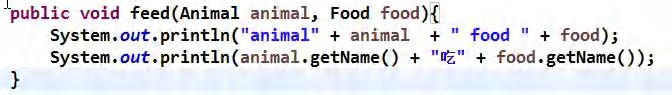 public void feed(Animal animal, Food food){
System.out.println("animal" + animal + " food " + food);
System.out.println(animal.getName() + "吃" + food.getName());
}